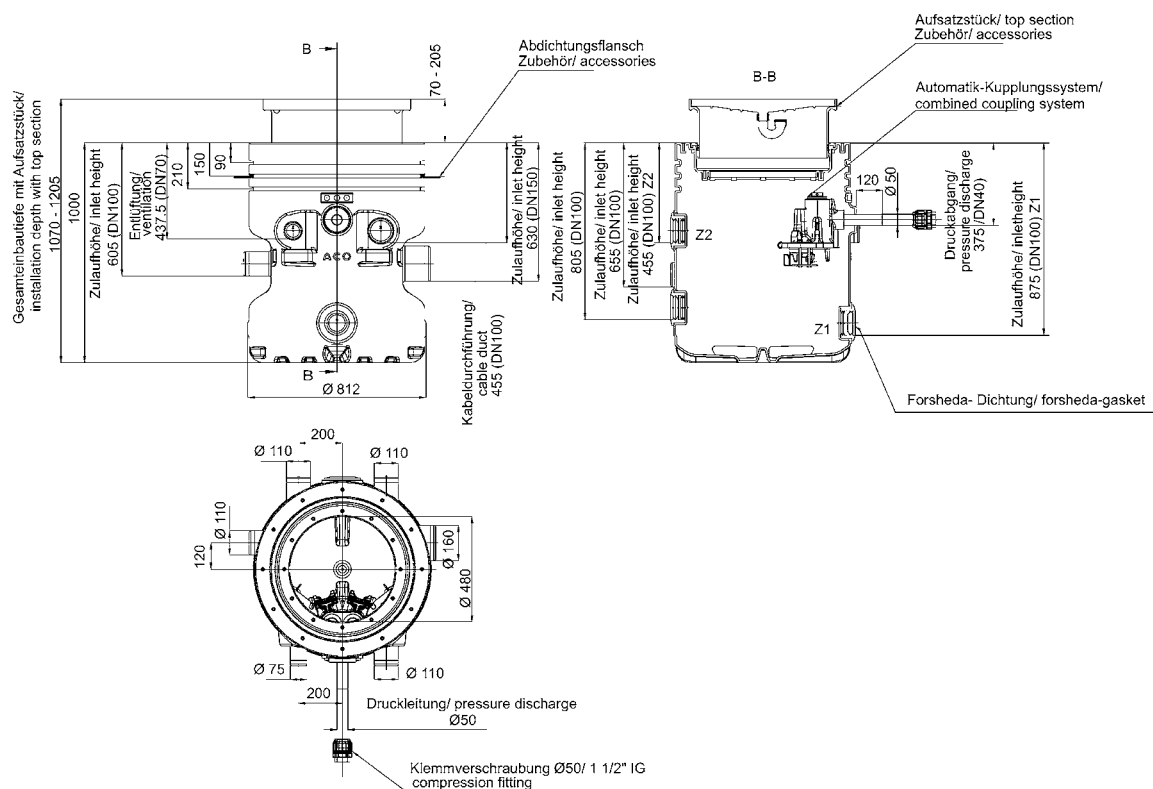 Gesamteinbautiefe mit Aufsatzstück/
installation depth with top section
1070 - 1205
1000
Zulaufhöhe/ inlet height
605 (DN100)
Entlüftung/
ventilation
437.5 (DN70)
210
150
90
B
70 - 205
Abdichtungsflansch
Zubehör/ accessories
ACO
B
Ø 812
Zulaufhöhe/ inlet height
630 (DN150)
Kabeldurchführung/
cable duct
455 (DN100)
B-B
Aufsatzstück/ top section
Zubehör/ accessories
Automatik-Kupplungssystem/
combined coupling system
Zulaufhöhe/ inlet height
805 (DN100)
Zulaufhöhe/ inlet height
655 (DN100)
Zulaufhöhe/ inlet height
455 (DN100) Z2
Z2
Z1
120
Ø 50
Druckabgang/
pressure discharge
375/DN40)
Zulaufhöhe/ inletheight
875 (DN100) Z1
Forsheda- Dichtung/ forsheda-gasket
200
Ø 110
Ø 110
Ø 110
120
Ø 160
Ø 480
Ø 75
Ø 110
200
Druckleitung/ pressure discharge
Ø50
Klemmverschraubung Ø50/ 1 1/2" IG
compression fitting